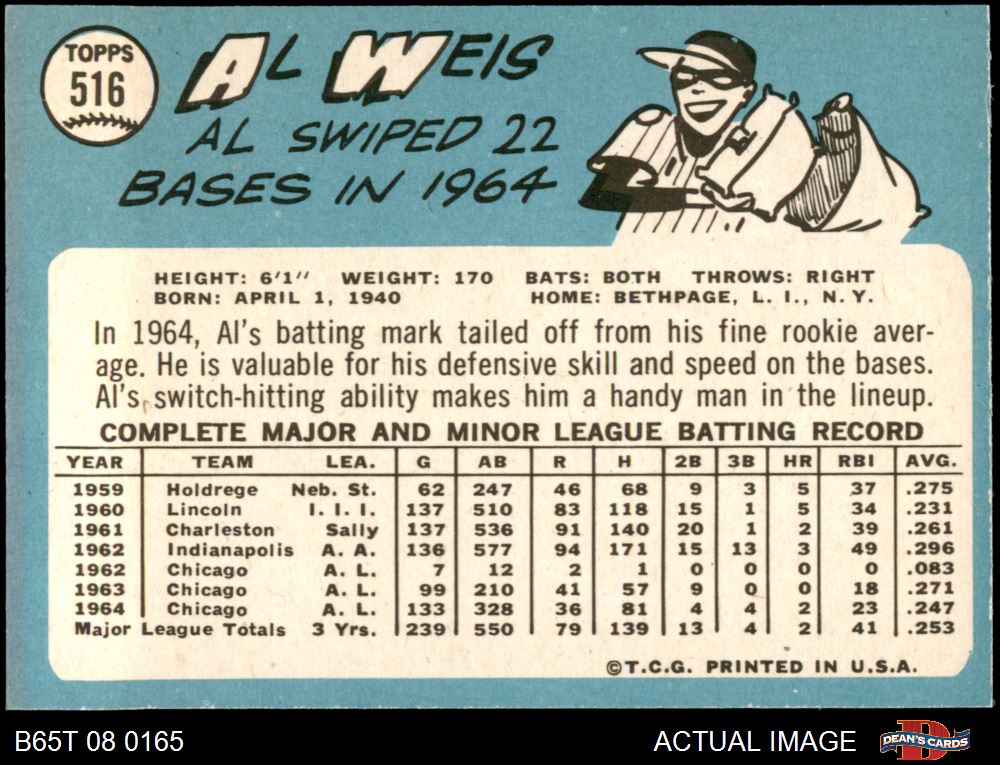 TOPPS
516
AL WEIS
AL SWIPED 22
BASES IN 1964
HEIGHT: 6'1" WEIGHT: 170 BATS: BOTH THROWS: RIGHT
BORN: APRIL 1, 1940 HOME: BETHPAGE, L. I., N. Y.
In 1964, Al's batting mark tailed off from his fine rookie aver-
age. He is valuable for his defensive skill and speed on the bases.
Al's switch-hitting ability makes him a handy man in the lineup.
COMPLETE MAJOR AND MINOR LEAGUE BATTING RECORD
YEAR TEAM LEA. G AB R H 2B 3B HR RBI AVG.
1959 Holdrege Neb. St. 62 247 46 68 9 3 5 37 .275
1960 Lincoln I. I. I. 137 510 83 118 15 1 5 34 .231
1961 Charleston Sally 137 536 91 140 20 1 2 39 .261
1962 Indianapolis A. A. 136 577 94 171 15 13 3 49 .296
1962 Chicago A. L. 7 12 2 1 0 0 0 0 .083
1963 Chicago A. L. 99 210 41 57 9 0 0 18 .271
1964 Chicago A. L. 133 328 36 81 4 4 2 23 .247
Major League Totals 3 Yrs. 239 550 79 139 13 4 2 41 .253
©T.C.G. PRINTED IN U.S.A.
B65T 08 0165 ACTUAL IMAGE D DEAN'S CARDS